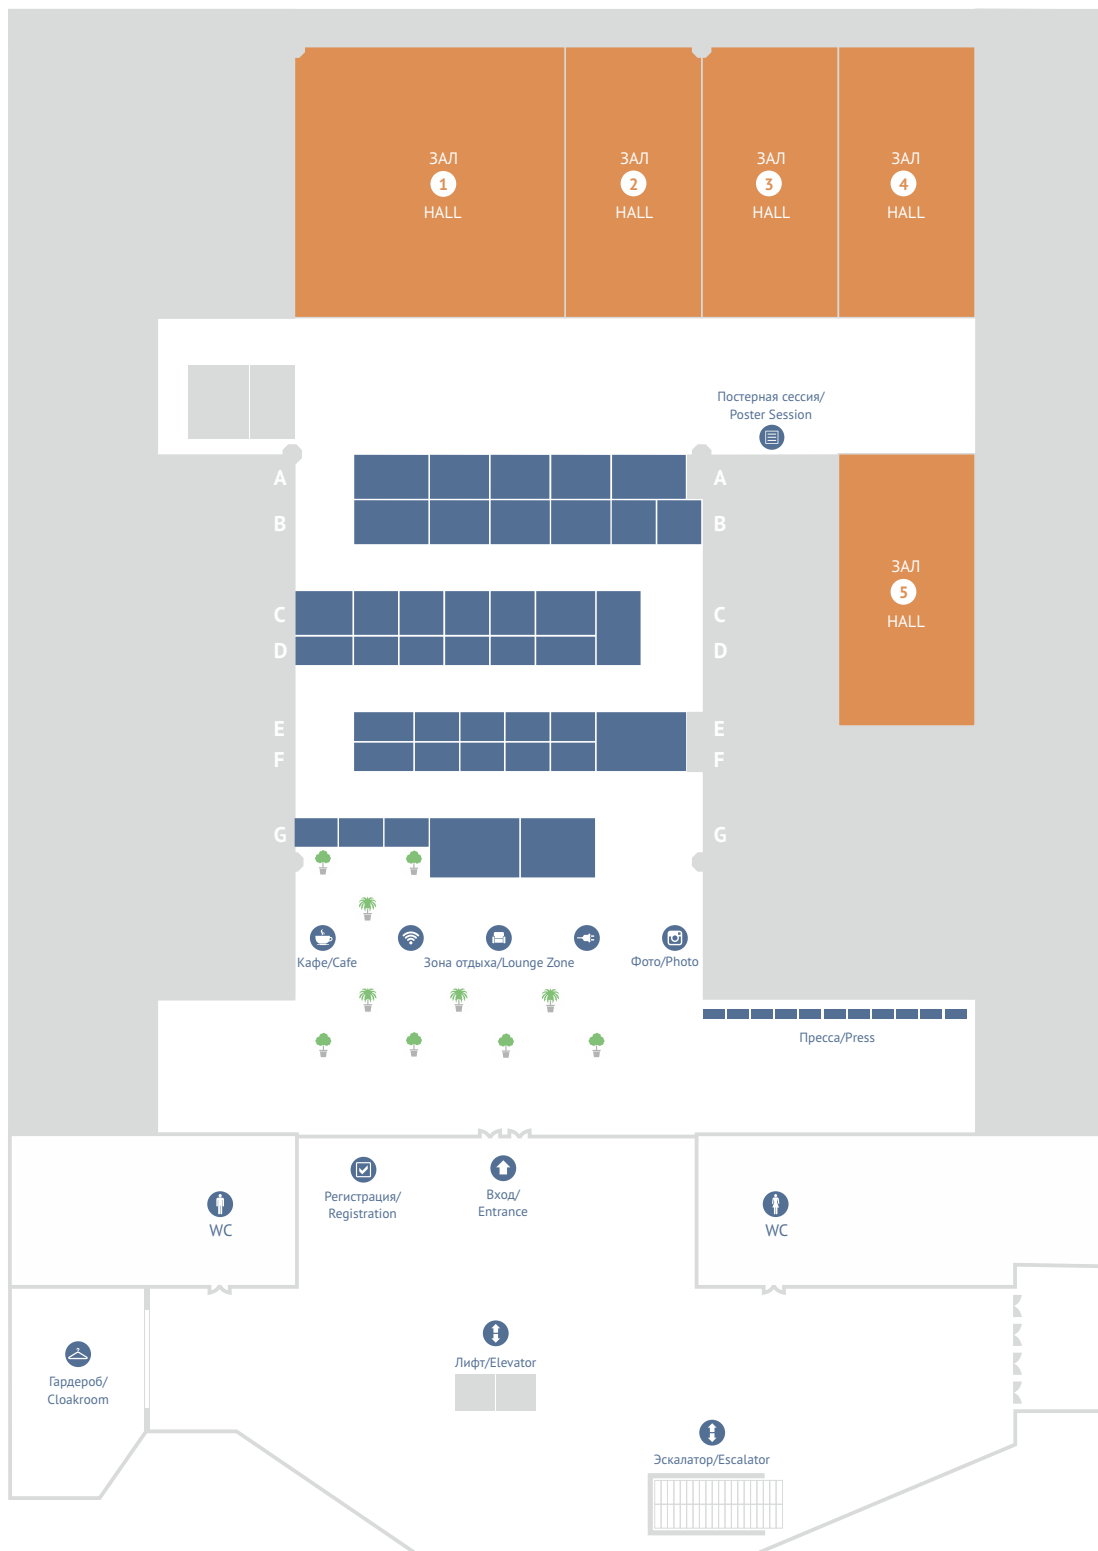 ЗАЛ
1
HALL
ЗАЛ
2
HALL
ЗАЛ
3
HALL
ЗАЛ
4
HALL
Постерная сессия/
Poster Session
A
A
B
B
ЗАЛ
5
HALL
C
C
D
D
E
E
F
F
G
G
Кафе/Cafe
Зона отдыха/Lounge Zone
Фото/Photo
Пресса/Press
Регистрация/
Registration
Вход/
Entrance
WC
WC
Лифт/Elevator
Гардероб/
Cloakroom
Эскалатор/Escalator